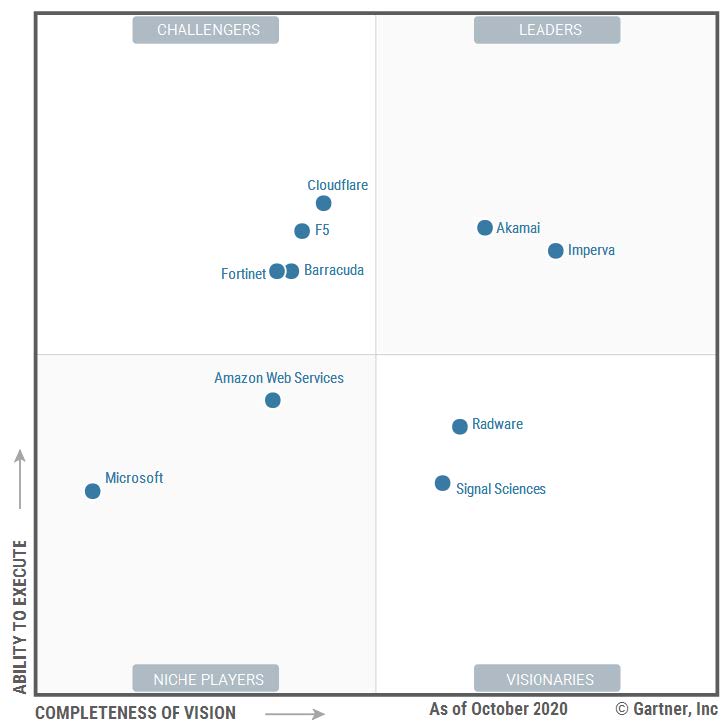 CHALLENGERS
LEADERS
Cloudflare
F5
Fortinet
Barracuda
Akamai
Imperva
Amazon Web Services
Microsoft
Radware
Signal Sciences
NICHE PLAYERS
VISIONARIES
ABILITY TO EXECUTE
COMPLETENESS OF VISION
As of October 2020
© Gartner, Inc